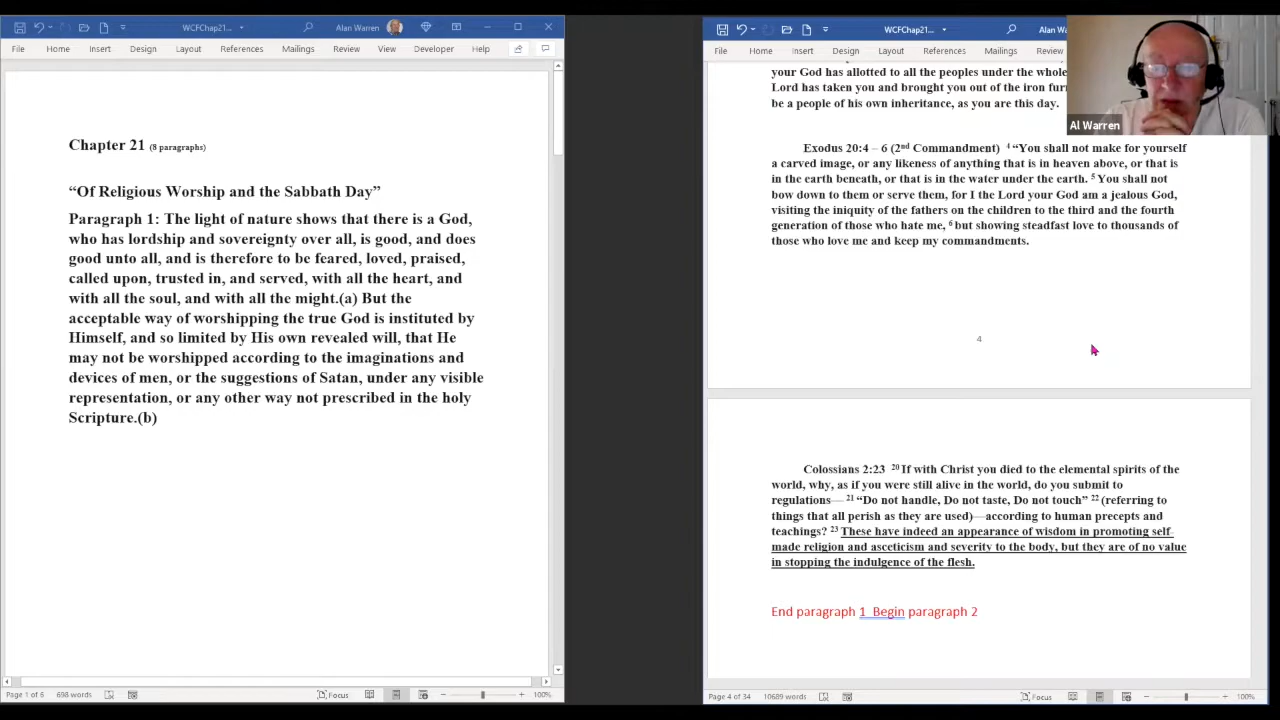 WCFChap21...
Alan Warren
File Home Insert Design Layout References Mailings Review View Developer Help
Chapter 21 (8 paragraphs)
“Of Religious Worship and the Sabbath Day”
Paragraph 1: The light of nature shows that there is a God,
who has lordship and sovereignty over all, is good, and does
good unto all, and is therefore to be feared, loved, praised,
called upon, trusted in, and served, with all the heart, and
with all the soul, and with all the might.(a) But the
acceptable way of worshipping the true God is instituted by
Himself, and so limited by His own revealed will, that He
may not be worshipped according to the imaginations and
devices of men, or the suggestions of Satan, under any visible
representation, or any other way not prescribed in the holy
Scripture.(b)
Page 1 of 6 698 words Focus 100%
WCFChap21...
Alan Wa
File Home Insert Design Layout References Mailings Review
your God has allotted to all the peoples under the whole
Lord has taken you and brought you out of the iron furn
be a people of his own inheritance, as you are this day.
Al Warren
Exodus 20:4 – 6 (2nd Commandment) 4 “You shall not make for yourself
a carved image, or any likeness of anything that is in heaven above, or that is
in the earth beneath, or that is in the water under the earth. 5 You shall not
bow down to them or serve them, for I the Lord your God am a jealous God,
visiting the iniquity of the fathers on the children to the third and the fourth
generation of those who hate me, 6 but showing steadfast love to thousands of
those who love me and keep my commandments.
4
Colossians 2:23 20 If with Christ you died to the elemental spirits of the
world, why, as if you were still alive in the world, do you submit to
regulations— 21 “Do not handle, Do not taste, Do not touch” 22 (referring to
things that all perish as they are used)—according to human precepts and
teachings? 23 These have indeed an appearance of wisdom in promoting self-
made religion and asceticism and severity to the body, but they are of no value
in stopping the indulgence of the flesh.
End paragraph 1 Begin paragraph 2
Page 4 of 34 10689 words Focus 100%